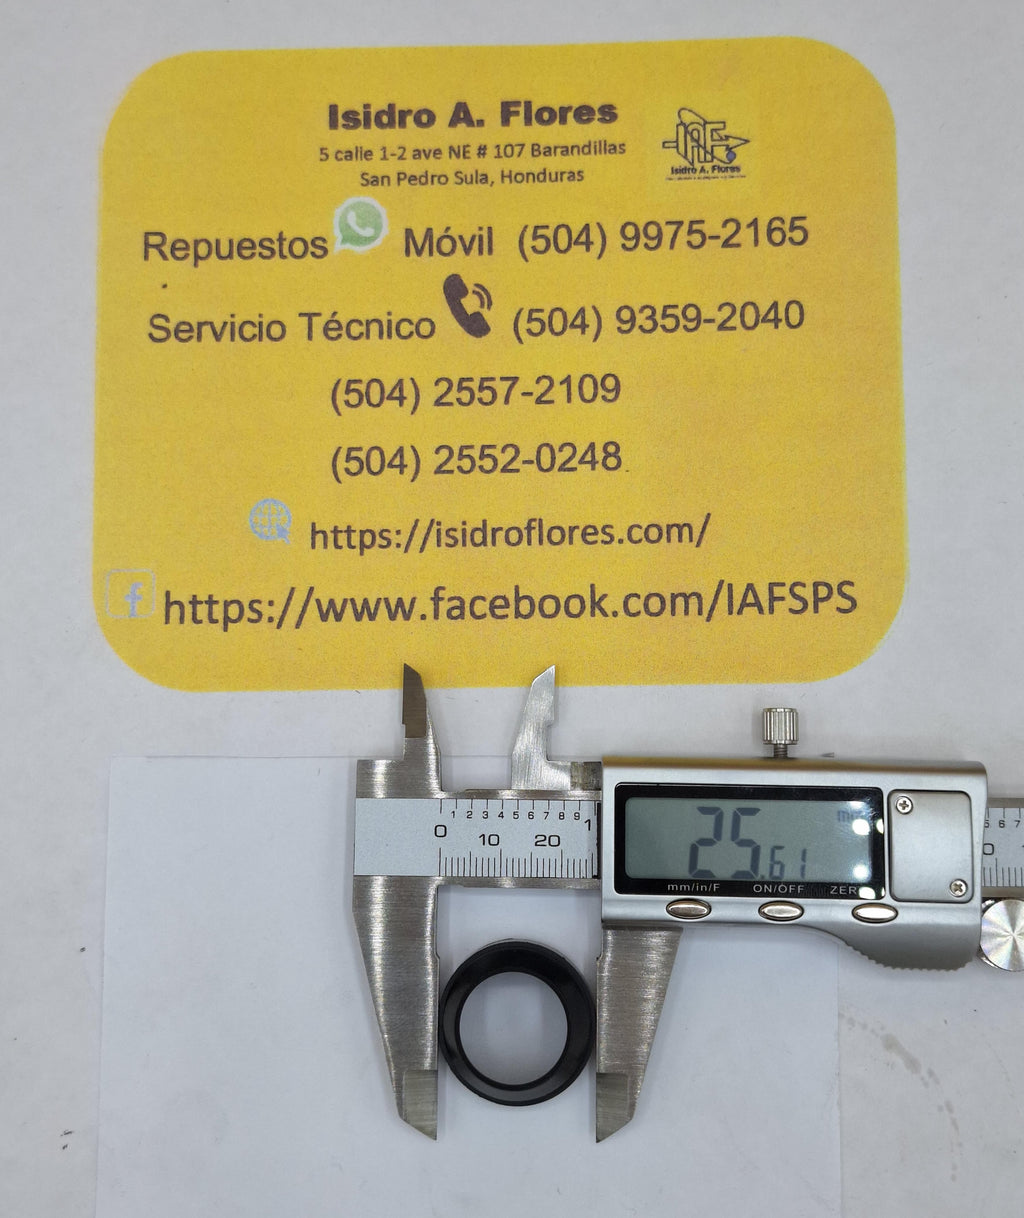 Isidro A. Flores
5 calle 1-2 ave NE # 107 Barandillas
San Pedro Sula, Honduras
Isidro A. Flores
Repuestos Móvil (504) 9975-2165
Servicio Técnico (504) 9359-2040
(504) 2557-2109
(504) 2552-0248
https://isidroflores.com/
f https://www.facebook.com/IAFSPS
1 2 3 4 5 6 7 8 9 1
0 10 20
25.61
mm/in/F ON/OFF ZER
5 6 7
0